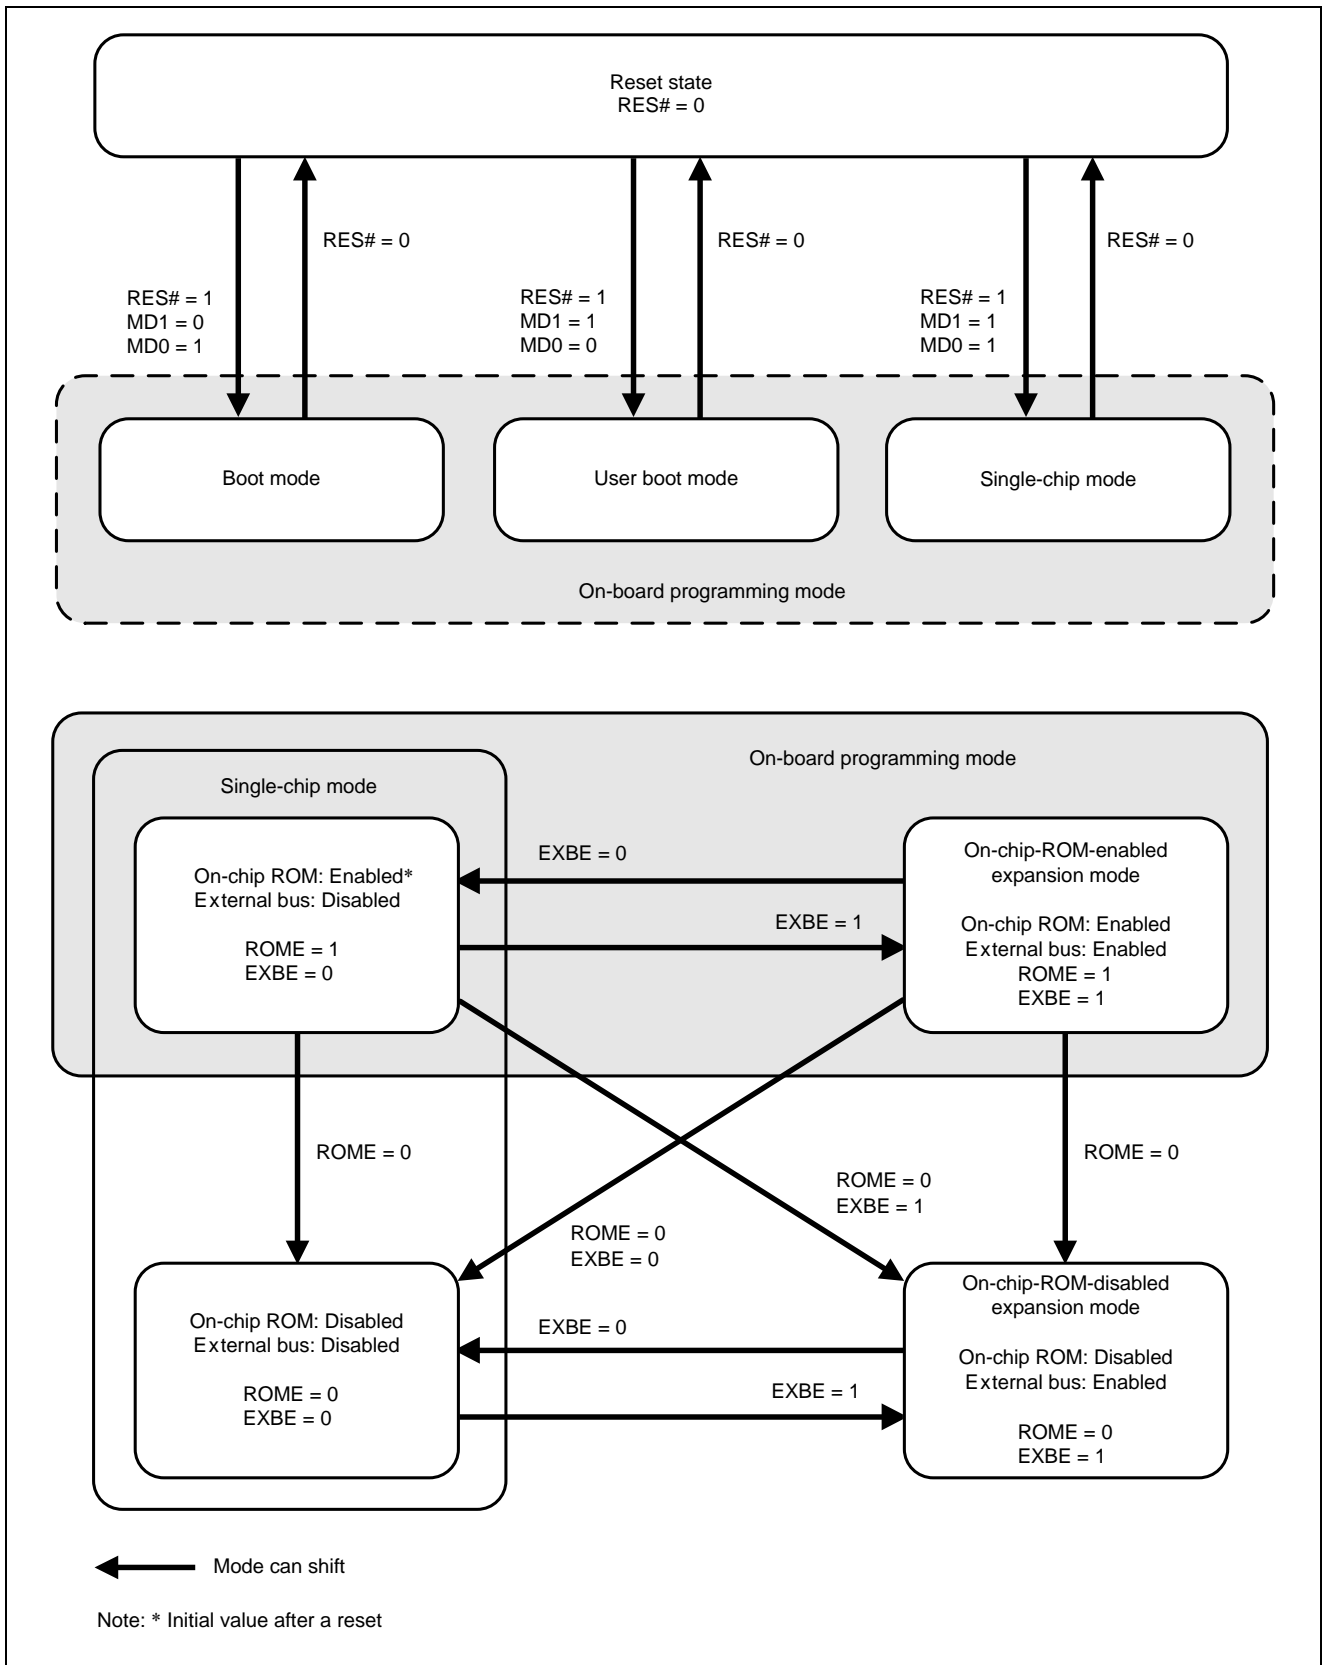 Reset state
RES# = 0
RES# = 0
RES# = 0
RES# = 0
RES# = 1
MD1 = 0
MD0 = 1
RES# = 1
MD1 = 1
MD0 = 0
RES# = 1
MD1 = 1
MD0 = 1
Boot mode
User boot mode
Single-chip mode
On-board programming mode
On-board programming mode
Single-chip mode
On-chip ROM: Enabled*
External bus: Disabled
ROME = 1
EXBE = 0
EXBE = 0
EXBE = 1
On-chip-ROM-enabled
expansion mode
On-chip ROM: Enabled
External bus: Enabled
ROME = 1
EXBE = 1
ROME = 0
ROME = 0
EXBE = 1
ROME = 0
ROME = 0
EXBE = 0
On-chip ROM: Disabled
External bus: Disabled
ROME = 0
EXBE = 0
EXBE = 0
EXBE = 1
On-chip-ROM-disabled
expansion mode
On-chip ROM: Disabled
External bus: Enabled
ROME = 0
EXBE = 1
Mode can shift
Note: * Initial value after a reset